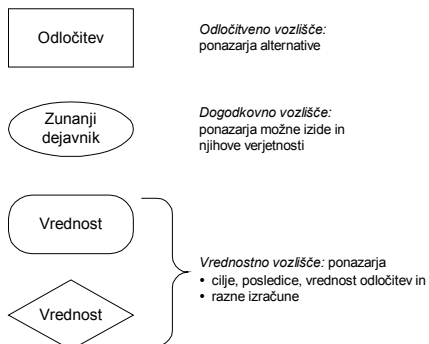 Odločitev
Odločitveno vozlišče:
ponazarja alternative
Zunanji
dejavnik
Dogodkovno vozlišče:
ponazarja možne izide in
njihove verjetnosti
Vrednost
Vrednostno vozlišče: ponazarja
• cilje, posledice, vrednost odločitev in
• razne izračune
Vrednost